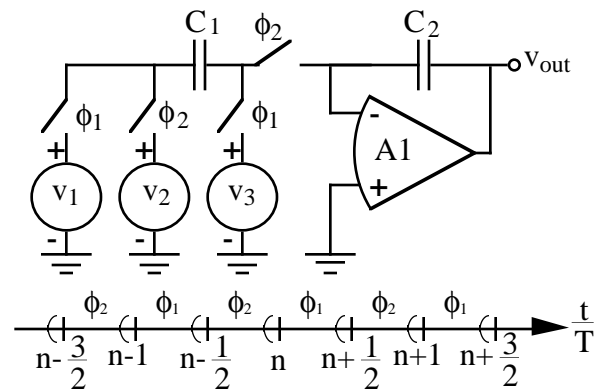 C₁ ϕ₂ C₂
v_out
ϕ₁ ϕ₂ ϕ₁
- A1
+ + + +
v₁ v₂ v₃
- - -
ϕ₂ ϕ₁ ϕ₂ ϕ₁ ϕ₂ ϕ₁ t/T
n-3/2 n-1 n-1/2 n n+1/2 n+1 n+3/2